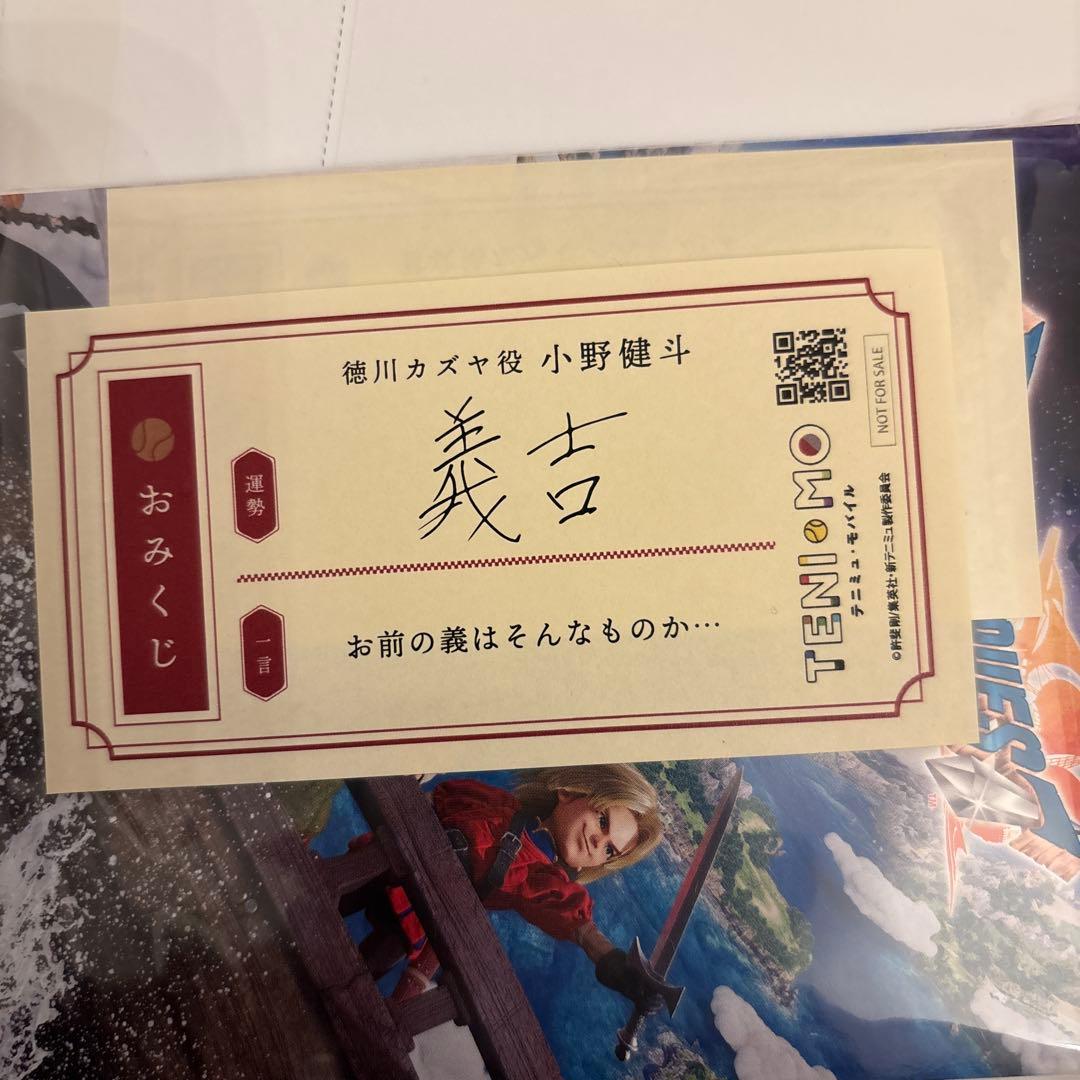 おみくじ
徳川カズヤ役 小野健斗
運勢
義吉
一言
お前の義はそんなものか…
NOT FOR SALE
TENI MO
テニミュ・モバイル
©許斐 剛/集英社・新テニミュ製作委員会